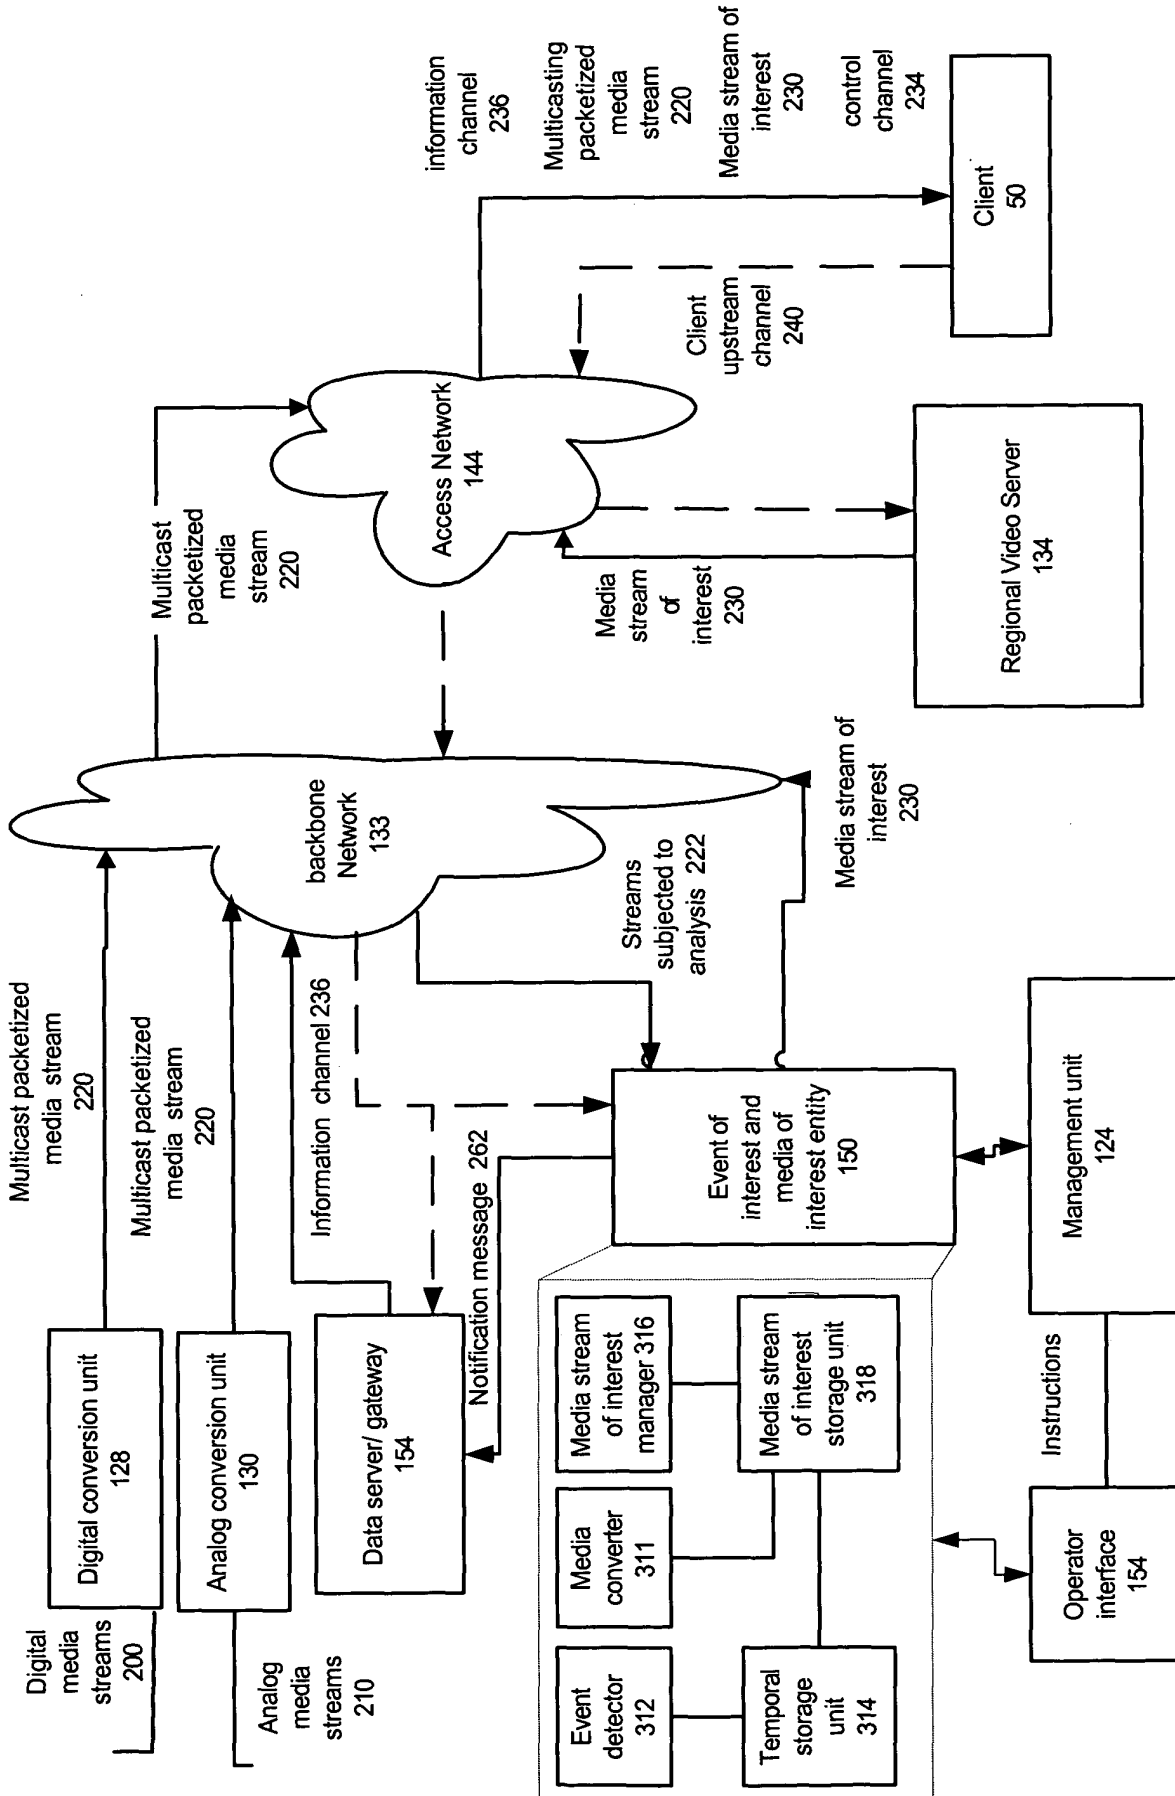 Digital
media
streams
200
Digital conversion unit
128
Multicast packetized
media stream
220
Analog
media
streams
210
Analog conversion unit
130
Multicast packetized
media stream
220
Data server/ gateway
154
Information channel 236
Notification message 262
backbone
Network
133
Multicast
packetized
media
stream
220
Access Network
144
information
channel
236
Multicasting
packetized
media
stream
220
Media stream of
interest
230
control
channel
234
Client
upstream
channel
240
Client
50
Media
stream
of
interest
230
Regional Video Server
134
Streams
subjected to
analysis 222
Media stream of
interest
230
Event of
interest and
media of
interest entity
150
Event
detector
312
Media
converter
311
Media stream
of interest
manager 316
Temporal
storage
unit
314
Media stream
of interest
storage unit
318
Operator
interface
154
Instructions
Management unit
124